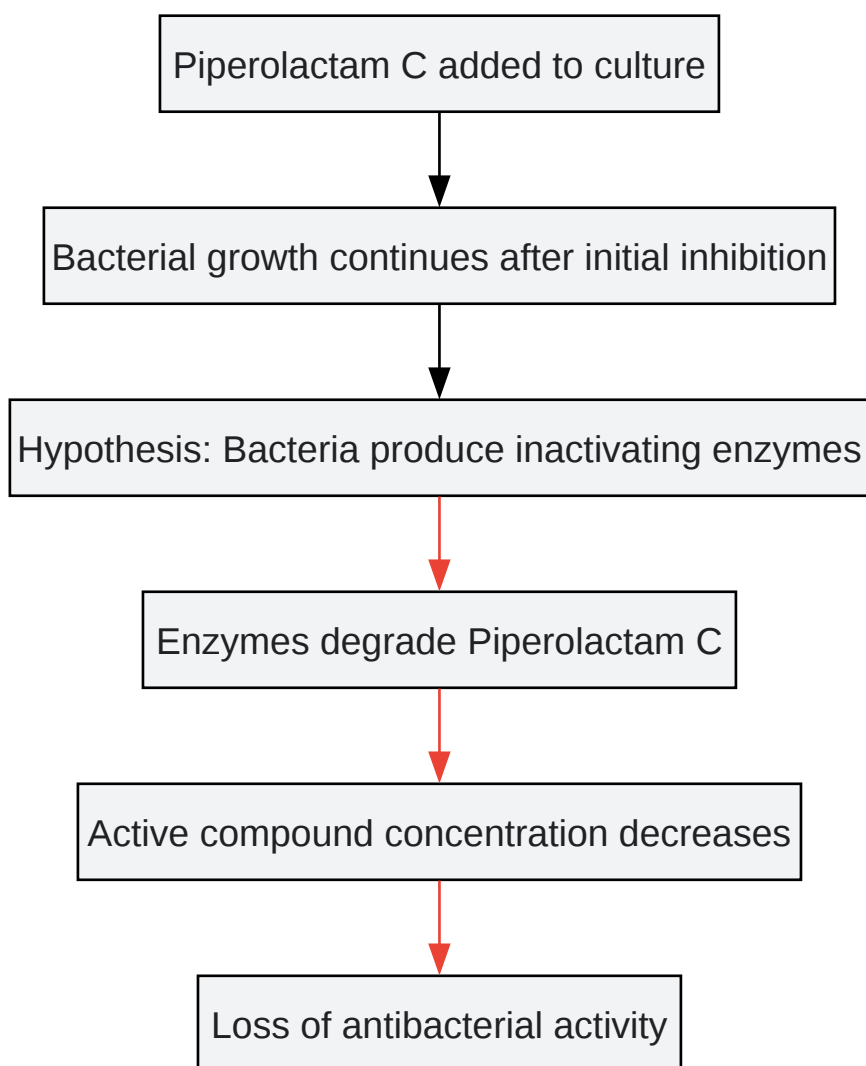 Piperolactam C added to culture
Bacterial growth continues after initial inhibition
Hypothesis: Bacteria produce inactivating enzymes
Enzymes degrade Piperolactam C
Active compound concentration decreases
Loss of antibacterial activity